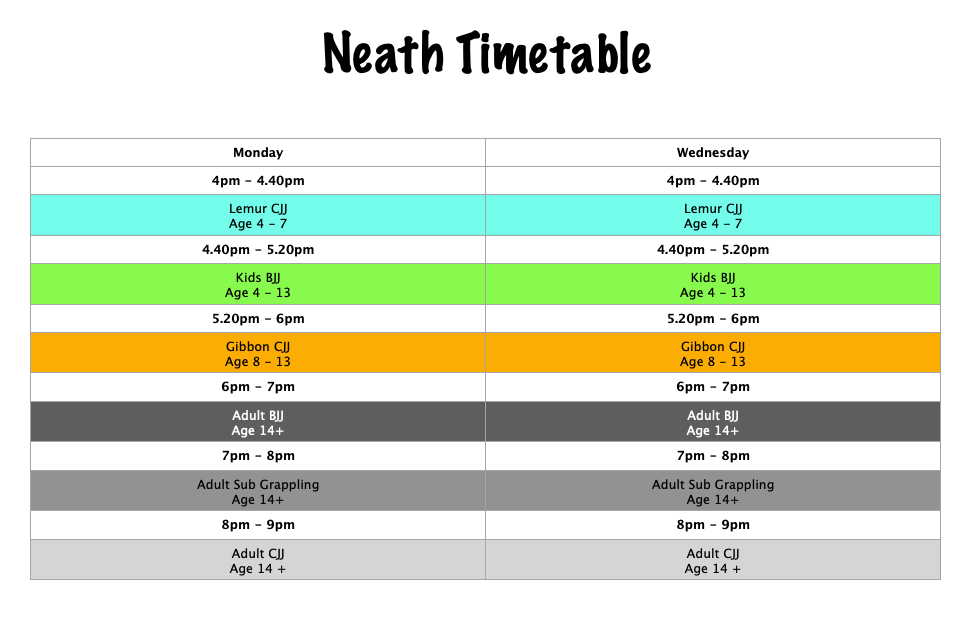 Neath Timetable
Monday Wednesday
4pm - 4.40pm 4pm - 4.40pm
Lemur CJJ Lemur CJJ
Age 4 - 7 Age 4 - 7
4.40pm - 5.20pm 4.40pm - 5.20pm
Kids BJJ Kids BJJ
Age 4 - 13 Age 4 - 13
5.20pm - 6pm 5.20pm - 6pm
Gibbon CJJ Gibbon CJJ
Age 8 - 13 Age 8 - 13
6pm - 7pm 6pm - 7pm
Adult BJJ Adult BJJ
Age 14+ Age 14+
7pm - 8pm 7pm - 8pm
Adult Sub Grappling Adult Sub Grappling
Age 14+ Age 14+
8pm - 9pm 8pm - 9pm
Adult CJJ Adult CJJ
Age 14 + Age 14 +